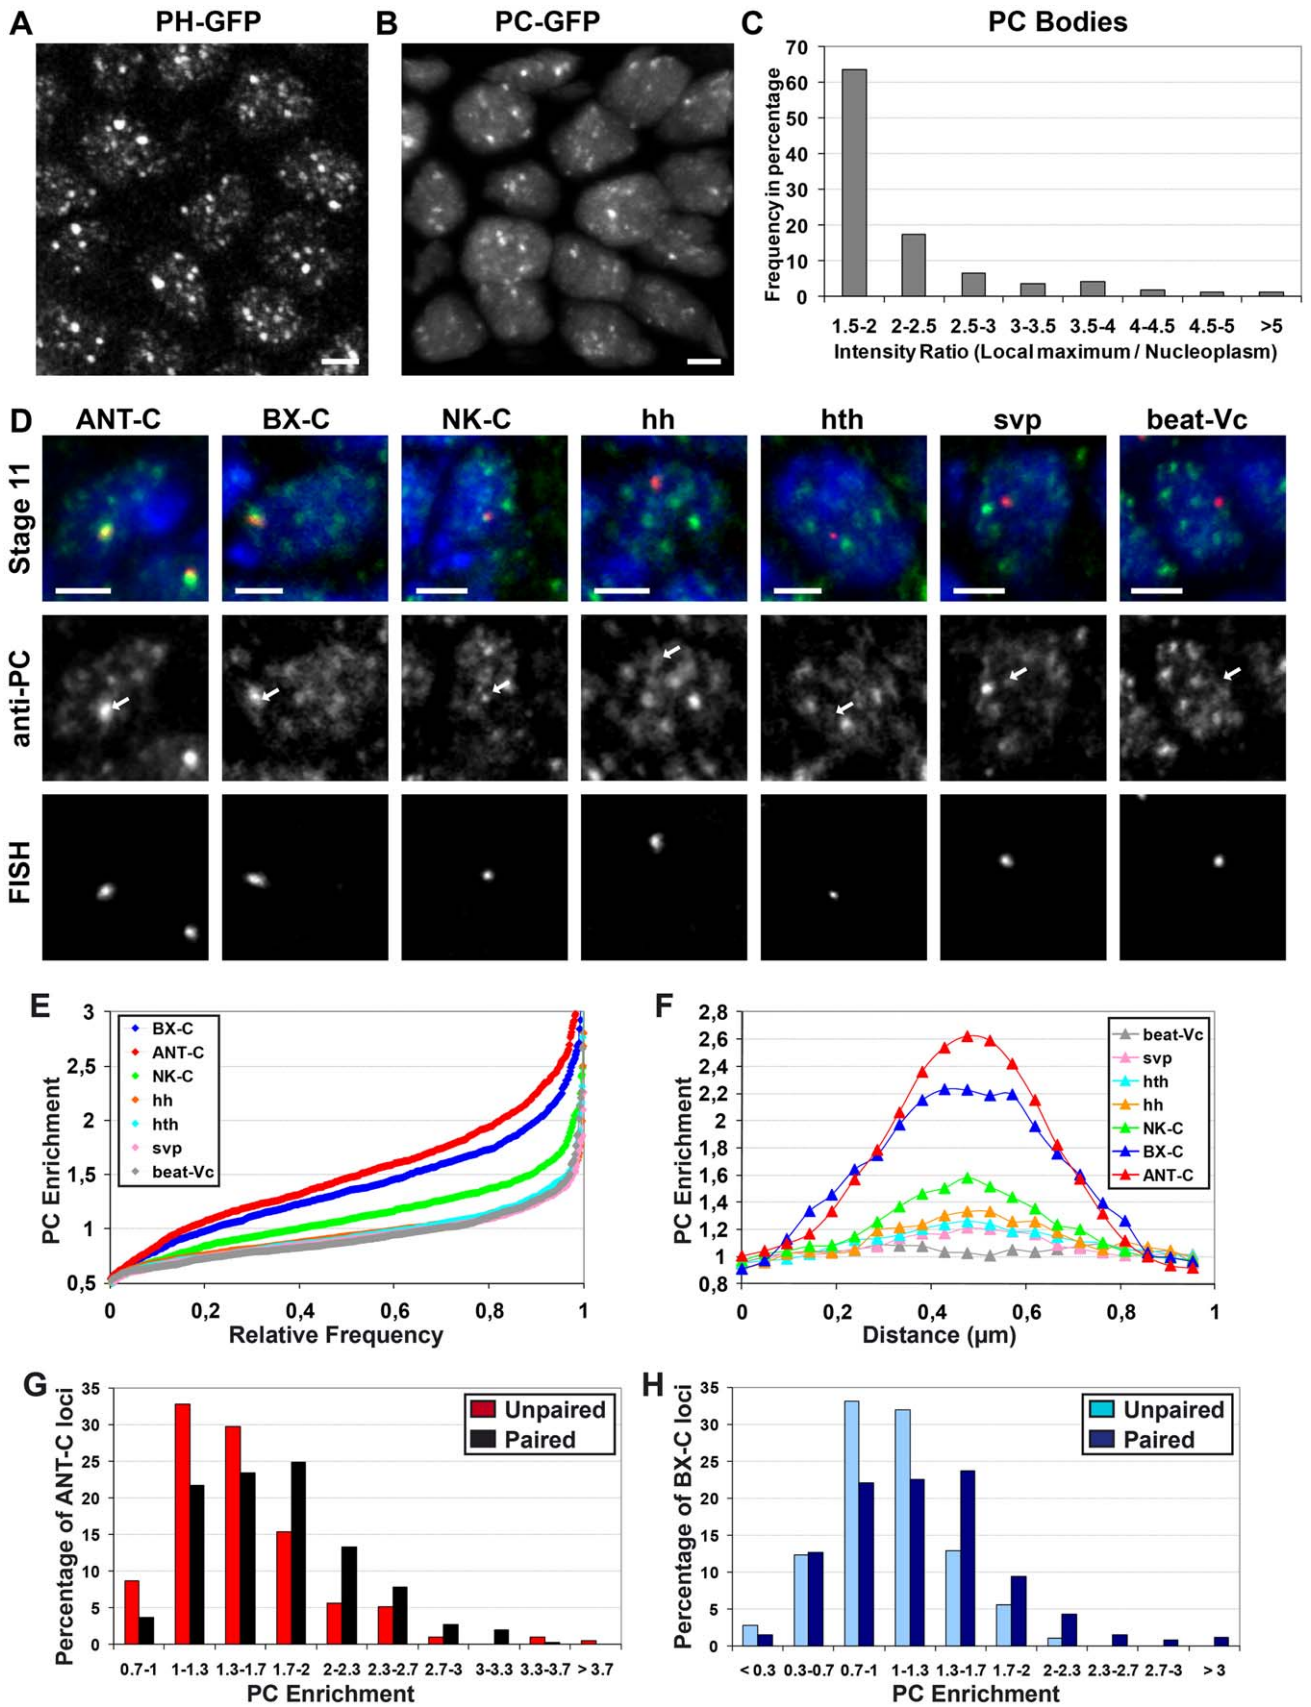 A PH-GFP B PC-GFP C PC Bodies
Frequency in percentage
70
60
50
40
30
20
10
0
1.5-2 2-2.5 2.5-3 3-3.5 3.5-4 4-4.5 4.5-5 >5
Intensity Ratio (Local maximum / Nucleoplasm)
D ANT-C BX-C NK-C hh hth svp beat-Vc
Stage 11
anti-PC
FISH
E
PC Enrichment
3
2,5
2
1,5
1
0,5
BX-C
ANT-C
NK-C
hh
hth
svp
beat-Vc
0 0,2 0,4 0,6 0,8 1
Relative Frequency
F
PC Enrichment
2,8
2,6
2,4
2,2
2
1,8
1,6
1,4
1,2
1
0,8
beat-Vc
svp
hth
hh
NK-C
BX-C
ANT-C
0 0,2 0,4 0,6 0,8 1
Distance (µm)
G
Percentage of ANT-C loci
35
30
25
20
15
10
5
0
Unpaired
Paired
0.7-1 1-1.3 1.3-1.7 1.7-2 2-2.3 2.3-2.7 2.7-3 3-3.3 3.3-3.7 > 3.7
PC Enrichment
H
Percentage of BX-C loci
35
30
25
20
15
10
5
0
Unpaired
Paired
< 0.3 0.3-0.7 0.7-1 1-1.3 1.3-1.7 1.7-2 2-2.3 2.3-2.7 2.7-3 > 3
PC Enrichment